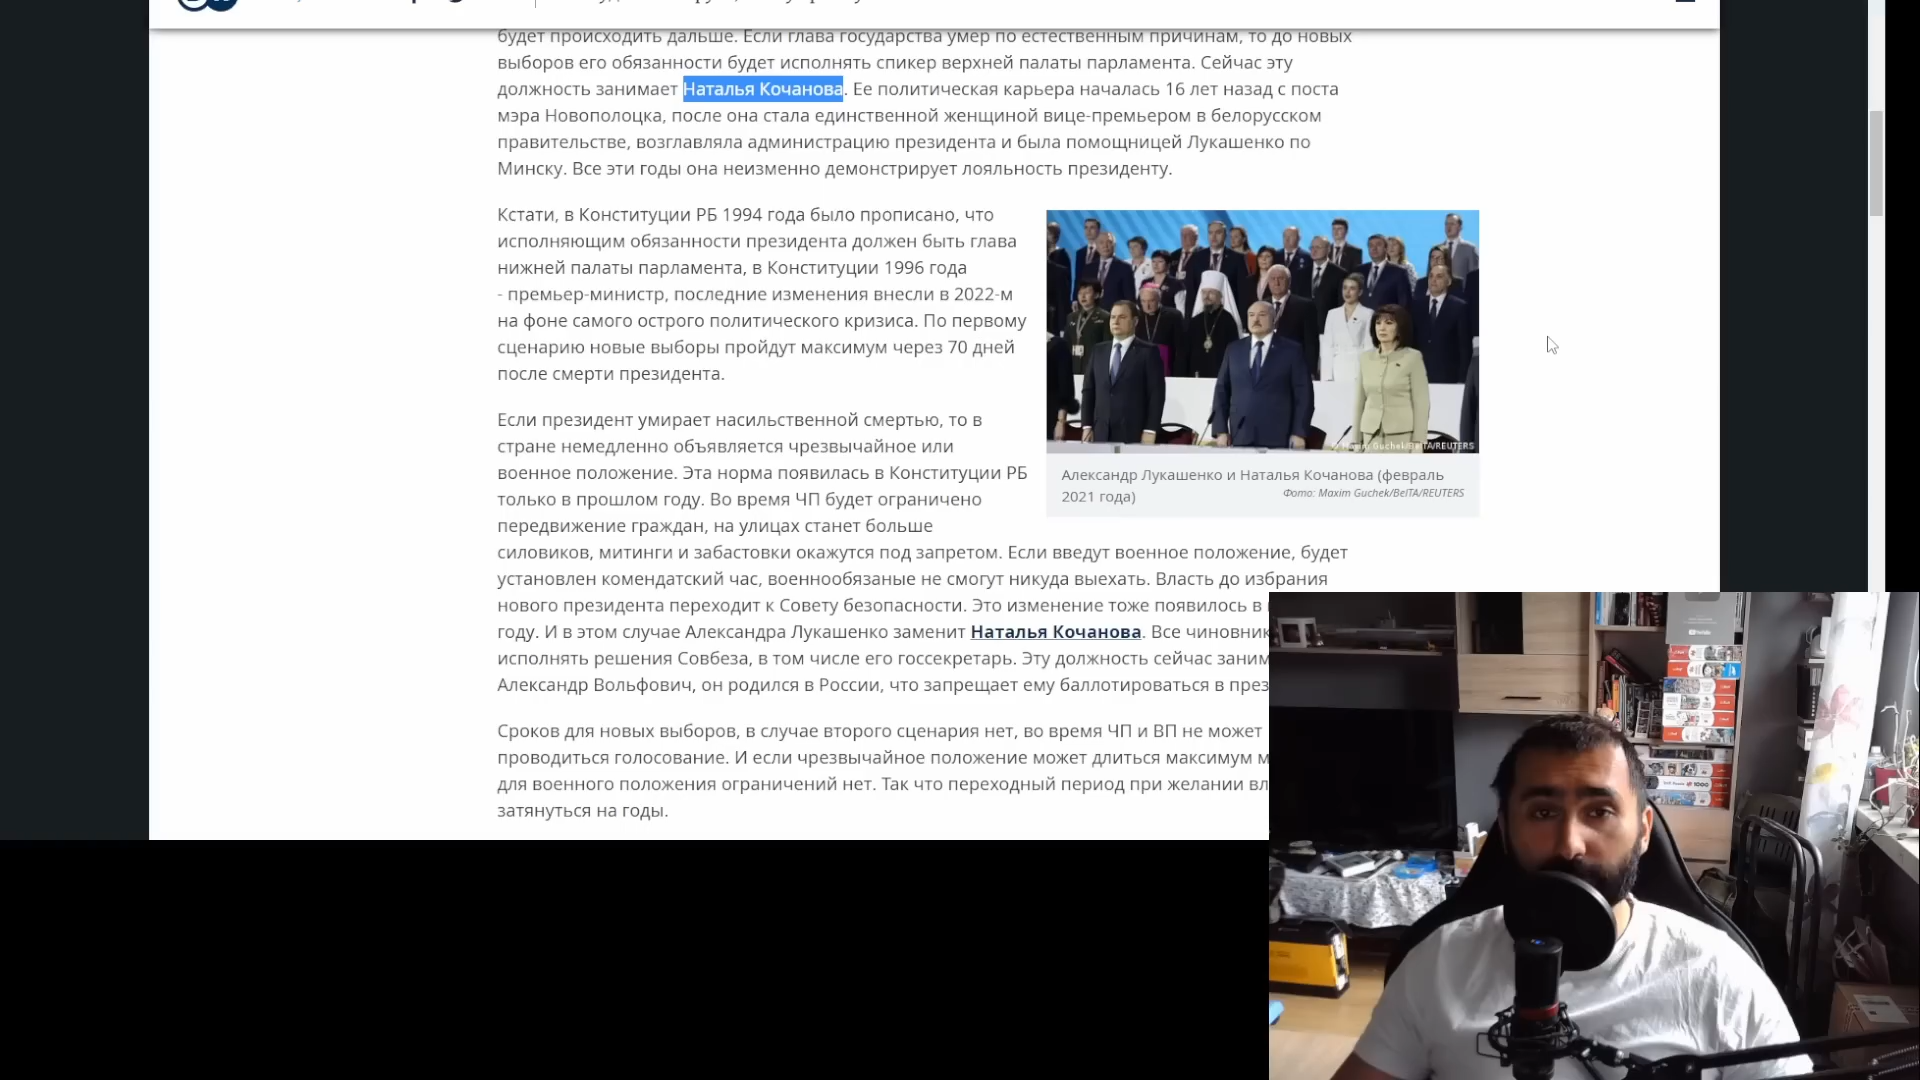 будет происходить дальше. Если глава государства умер по естественным причинам, то до новых
выборов его обязанности будет исполнять спикер верхней палаты парламента. Сейчас эту
должность занимает Наталья Кочанова. Ее политическая карьера началась 16 лет назад с поста
мэра Новополоцка, после она стала единственной женщиной вице-премьером в белорусском
правительстве, возглавляла администрацию президента и была помощницей Лукашенко по
Минску. Все эти годы она неизменно демонстрирует лояльность президенту.
Кстати, в Конституции РБ 1994 года было прописано, что
исполняющим обязанности президента должен быть глава
нижней палаты парламента, в Конституции 1996 года
- премьер-министр, последние изменения внесли в 2022-м
на фоне самого острого политического кризиса. По первому
сценарию новые выборы пройдут максимум через 70 дней
после смерти президента.
Maxim Guchek/BelTA/REUTERS
Александр Лукашенко и Наталья Кочанова (февраль
2021 года)
Фото: Maxim Guchek/BelTA/REUTERS
Если президент умирает насильственной смертью, то в
стране немедленно объявляется чрезвычайное или
военное положение. Эта норма появилась в Конституции РБ
только в прошлом году. Во время ЧП будет ограничено
передвижение граждан, на улицах станет больше
силовиков, митинги и забастовки окажутся под запретом. Если введут военное положение, будет
установлен комендатский час, военнообязаные не смогут никуда выехать. Власть до избрания
нового президента переходит к Совету безопасности. Это изменение тоже появилось в
году. И в этом случае Александра Лукашенко заменит Наталья Кочанова. Все чиновник
исполнять решения Совбеза, в том числе его госсекретарь. Эту должность сейчас заним
Александр Вольфович, он родился в России, что запрещает ему баллотироваться в през
Сроков для новых выборов, в случае второго сценария нет, во время ЧП и ВП не может
проводиться голосование. И если чрезвычайное положение может длиться максимум м
для военного положения ограничений нет. Так что переходный период при желании вл
затянуться на годы.